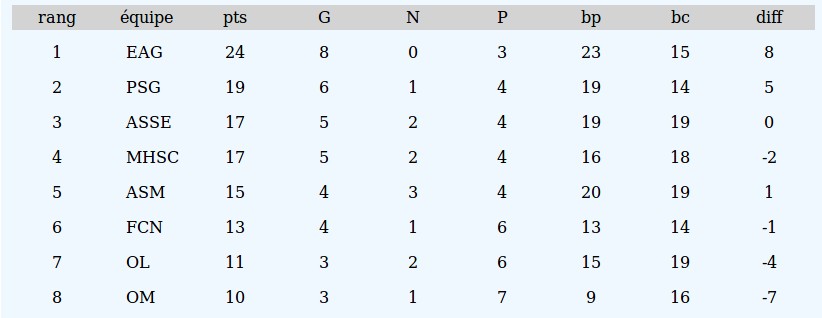 rang équipe pts G N P bp bc diff
1 EAG 24 8 0 3 23 15 8
2 PSG 19 6 1 4 19 14 5
3 ASSE 17 5 2 4 19 19 0
4 MHSC 17 5 2 4 16 18 -2
5 ASM 15 4 3 4 20 19 1
6 FCN 13 4 1 6 13 14 -1
7 OL 11 3 2 6 15 19 -4
8 OM 10 3 1 7 9 16 -7